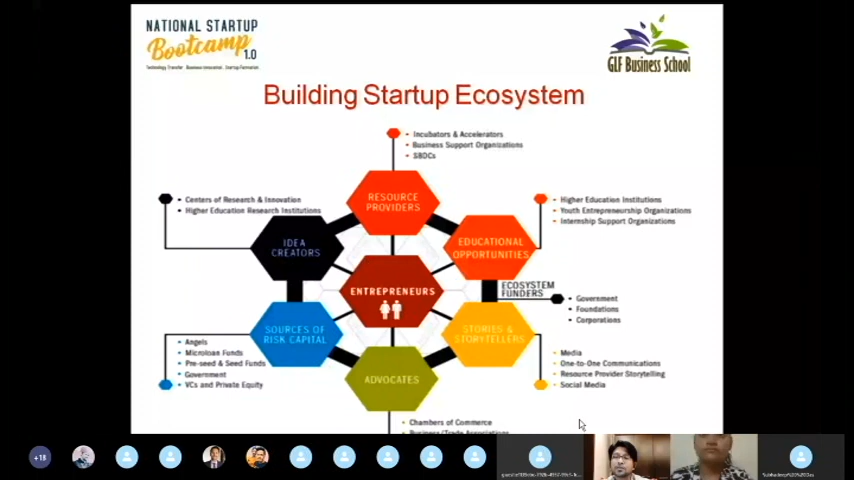 NATIONAL STARTUP
Bootcamp 1.0
Technology Transfer . Business Innovation . Startup Formation .
GLF Business School
Building Startup Ecosystem
• Incubators & Accelerators
• Business Support Organizations
• SBDCs
RESOURCE
PROVIDERS
• Centers of Research & Innovation
• Higher Education Research Institutions
IDEA
CREATORS
• Higher Education Institutions
• Youth Entrepreneurship Organizations
• Internship Support Organizations
EDUCATIONAL
OPPORTUNITIES
ENTREPRENEURS
ECOSYSTEM
FUNDERS
• Government
• Foundations
• Corporations
SOURCES OF
RISK CAPITAL
• Angels
• Microloan Funds
• Pre-seed & Seed Funds
• Government
• VCs and Private Equity
STORIES &
STORYTELLERS
• Media
• One-to-One Communications
• Resource Provider Storytelling
• Social Media
ADVOCATES
• Chambers of Commerce
• Business/Trade Associations
+18